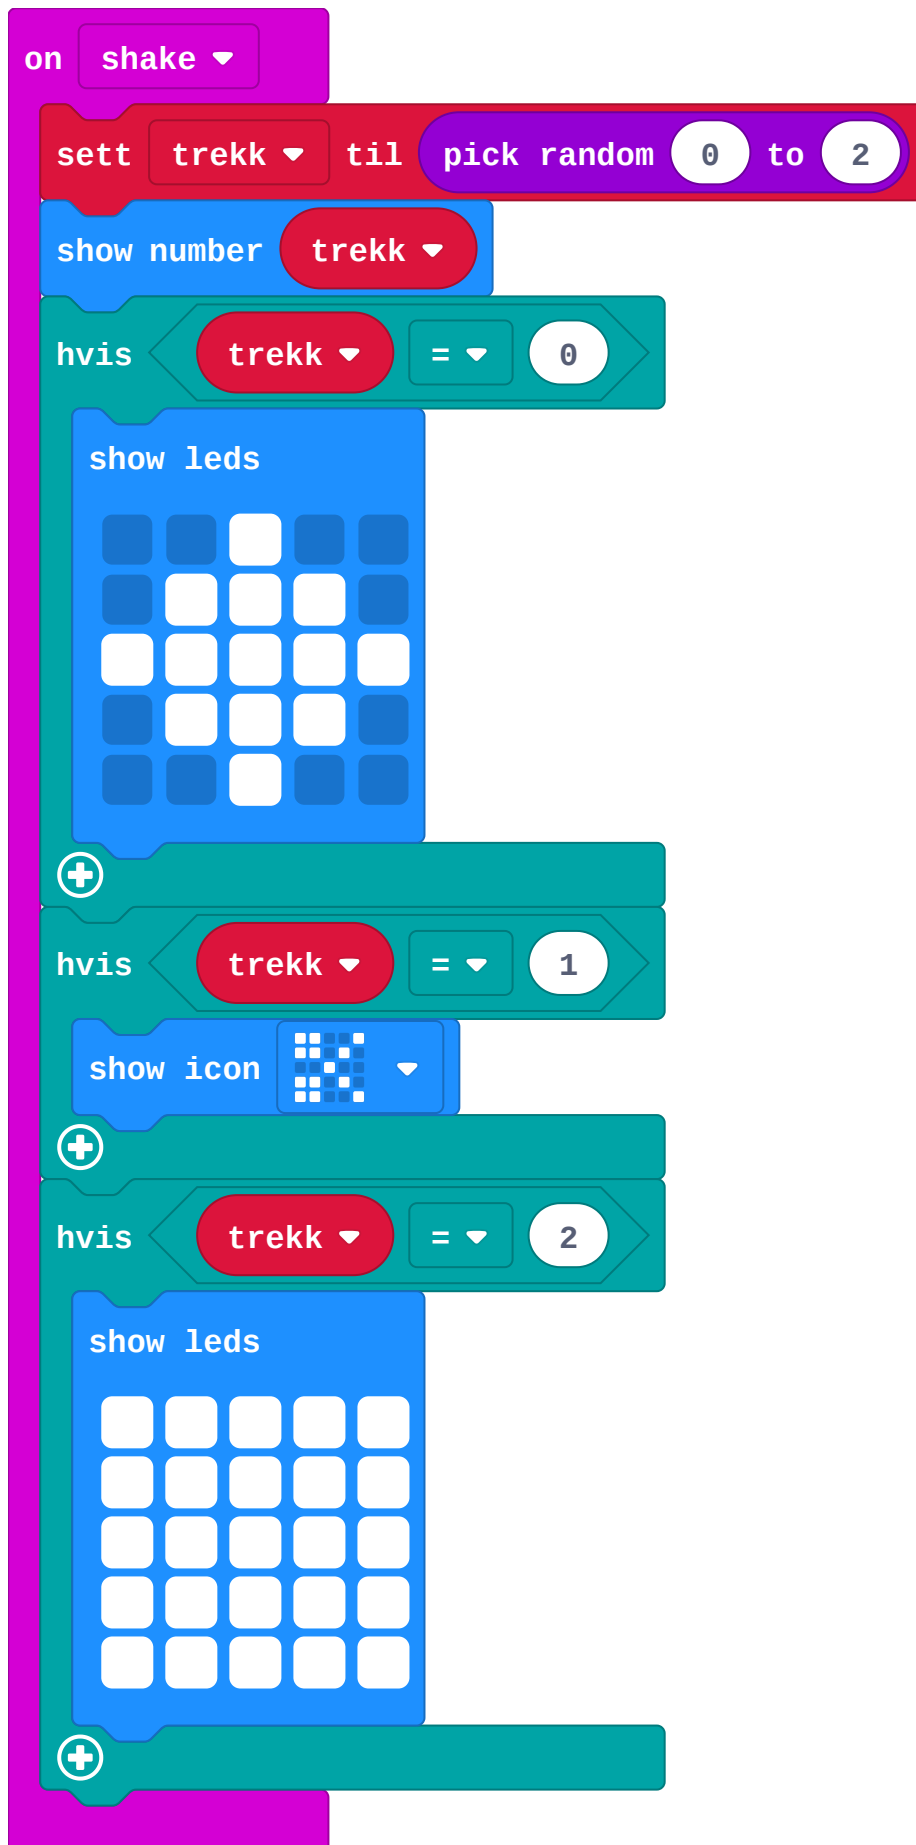 on shake
sett trekk til pick random 0 to 2
show number trekk
hvis trekk = 0
show leds
hvis trekk = 1
show icon
hvis trekk = 2
show leds